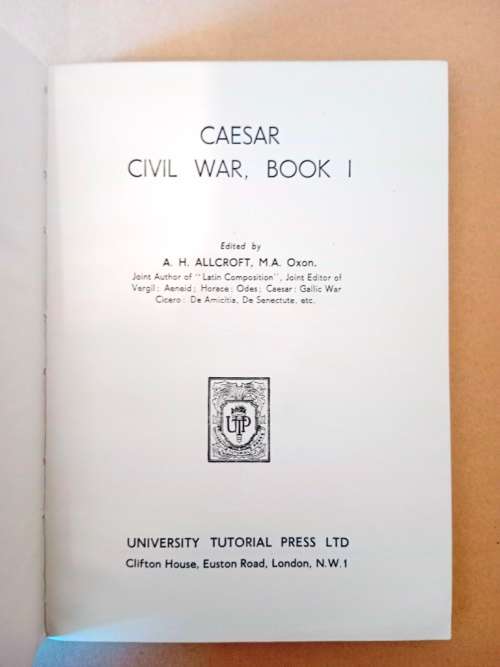 CAESAR
CIVIL WAR, BOOK I
Edited by
A. H. ALLCROFT, M.A. Oxon.
Joint Author of "Latin Composition", Joint Editor of
Vergil: Aeneid; Horace: Odes; Caesar: Gallic War
Cicero: De Amicitia, De Senectute, etc.
UTP
UNIVERSITY TUTORIAL PRESS LTD
Clifton House, Euston Road, London, N.W.1